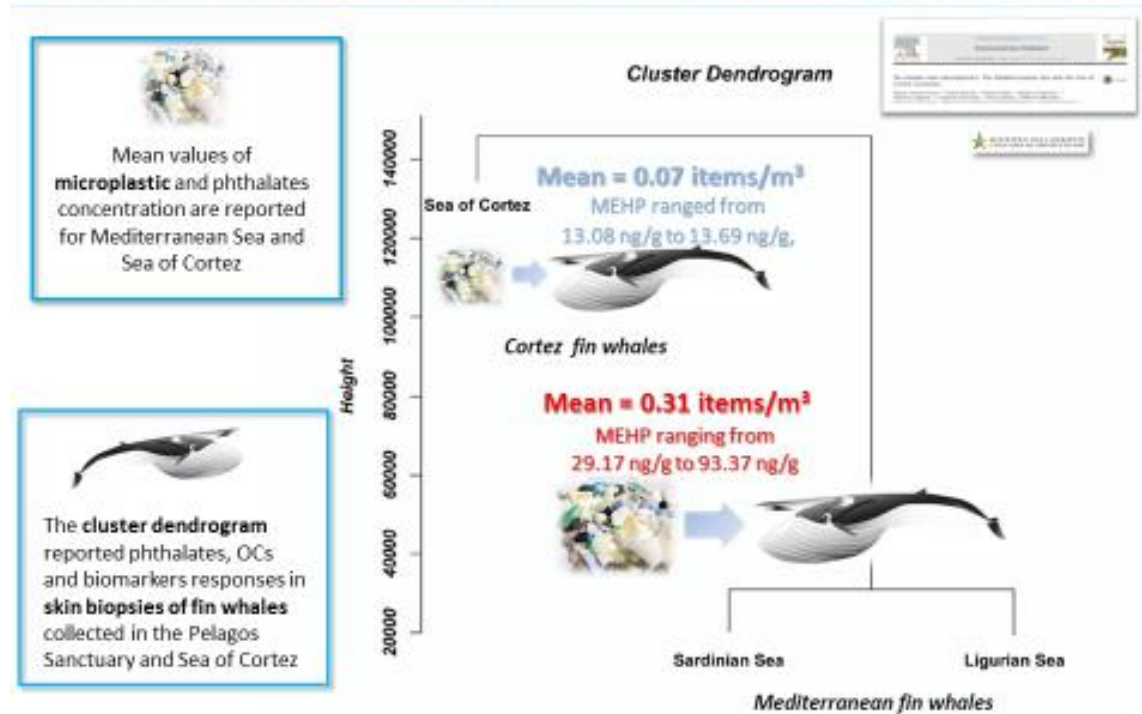 Mean values of
microplastic and phthalates
concentration are reported
for Mediterranean Sea and
Sea of Cortez
The cluster dendrogram
reported phthalates, OCs
and biomarkers responses in
skin biopsies of fin whales
collected in the Pelagos
Sanctuary and Sea of Cortez
Cluster Dendrogram
Height
140000
120000
100000
80000
60000
40000
20000
Sea of Cortez
Mean = 0.07 items/m³
MEHP ranged from
13.08 ng/g to 13.69 ng/g,
Cortez fin whales
Mean = 0.31 items/m³
MEHP ranging from
29.17 ng/g to 93.37 ng/g
Sardinian Sea
Ligurian Sea
Mediterranean fin whales